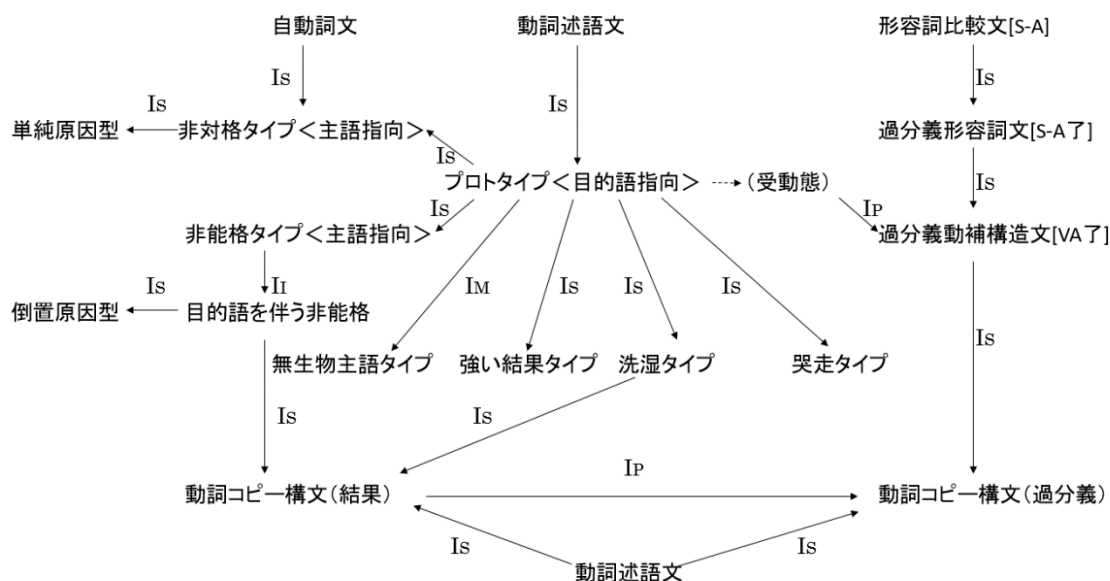 自動詞文 動詞述語文 形容詞比較文[S-A]
Is Is Is
Is
単純原因型 非対格タイプ＜主語指向＞ 過分義形容詞文[S-A了]
Is Is
プロトタイプ＜目的語指向＞ （受動態）
Is IP
非能格タイプ＜主語指向＞ 過分義動補構造文[VA了]
Is II IM Is Is Is
倒置原因型 目的語を伴う非能格
Is
無生物主語タイプ 強い結果タイプ 洗湿タイプ 哭走タイプ
Is Is
IP
動詞コピー構文（結果） 動詞コピー構文（過分義）
Is Is
動詞述語文